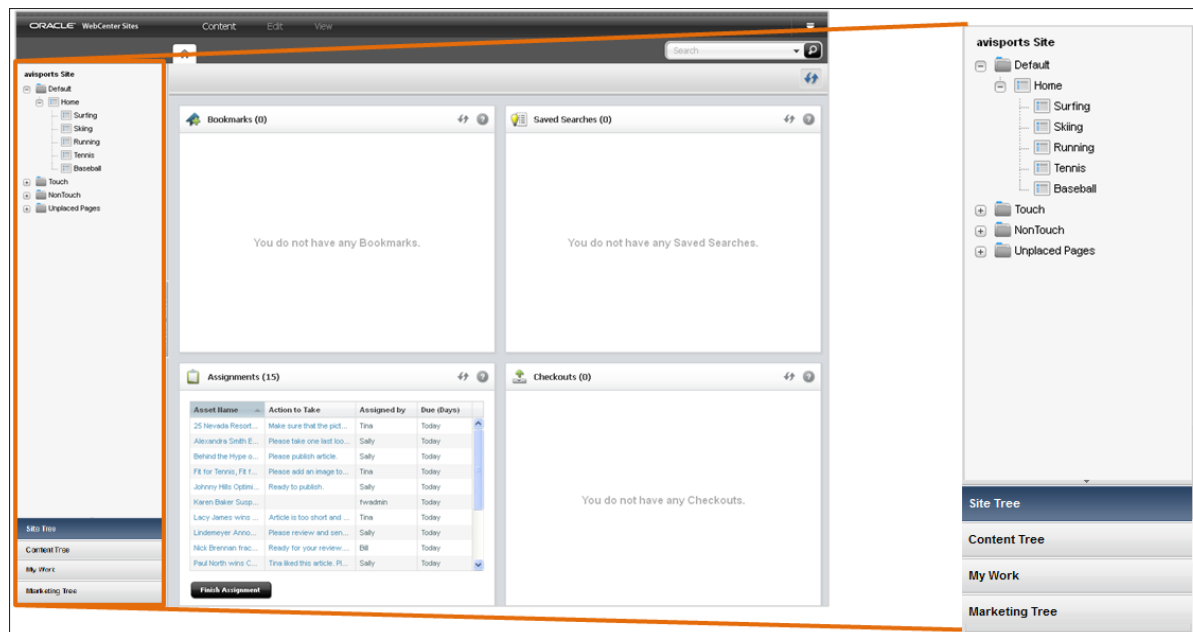 ORACLE WebCenter Sites
Content Edit View
Search
avisports Site
Default
Home
Surfing
Skiing
Running
Tennis
Baseball
Touch
NonTouch
Unplaced Pages
Site Tree
Content Tree
My Work
Marketing Tree
Bookmarks (0)
You do not have any Bookmarks.
Saved Searches (0)
You do not have any Saved Searches.
Assignments (15)
Asset Name Action to Take Assigned by Due (Days)
25 Nevada Resort... Make sure that the pict... Tina Today
Alexandra Smith E... Please take one last loo... Sally Today
Behind the Hype o... Please publish article. Sally Today
Fit for Tennis, Fit f... Please add an image to... Tina Today
Johnny Hills Optimi... Ready to publish. Sally Today
Karen Baker Susp... fwadmin Today
Lacy James wins ... Article is too short and ... Tina Today
Lindemeyer Anno... Please review and sen... Sally Today
Nick Brennan frac... Ready for your review.... Bill Today
Paul North wins C... Tina liked this article. Pl... Sally Today
Finish Assignment
Checkouts (0)
You do not have any Checkouts.
avisports Site
Default
Home
Surfing
Skiing
Running
Tennis
Baseball
Touch
NonTouch
Unplaced Pages
Site Tree
Content Tree
My Work
Marketing Tree